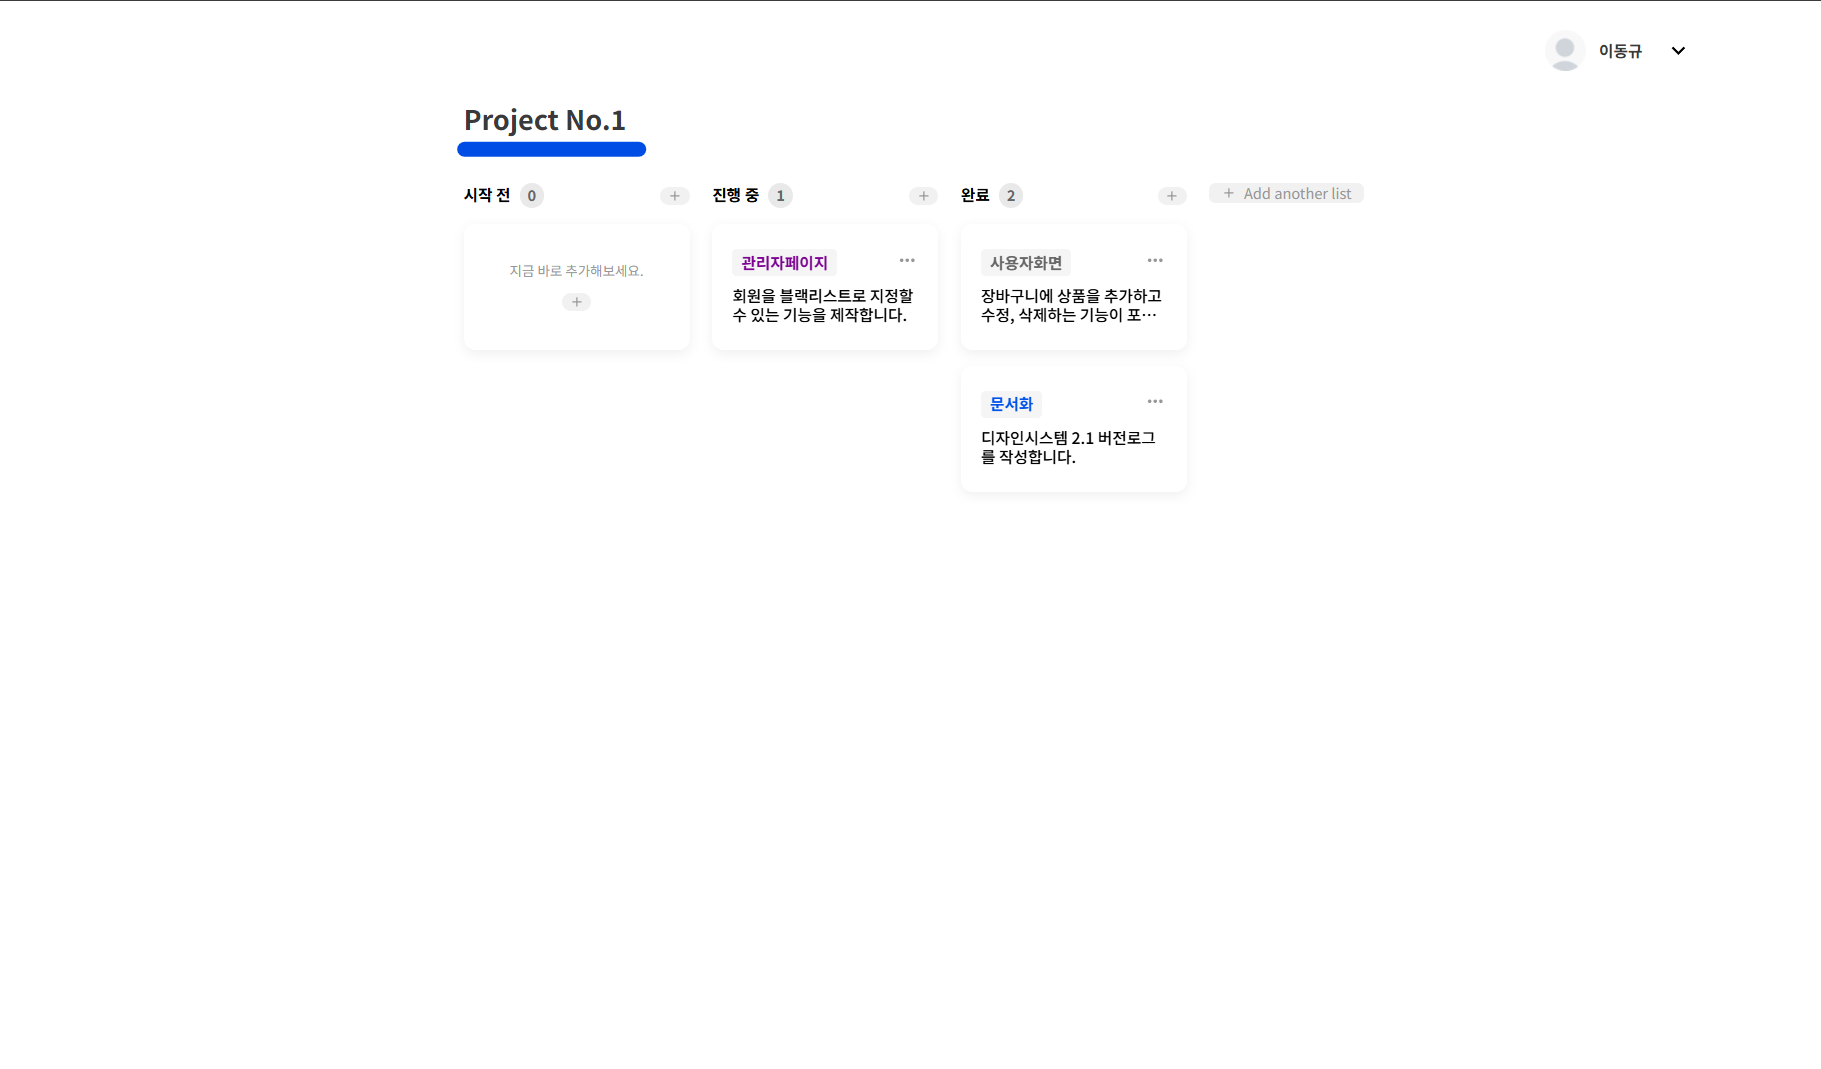 이동규
Project No.1
시작 전 0 +
진행 중 1 +
완료 2 +
+ Add another list
지금 바로 추가해보세요.
+
관리자페이지 ···
회원을 블랙리스트로 지정할
수 있는 기능을 제작합니다.
사용자화면 ···
장바구니에 상품을 추가하고
수정, 삭제하는 기능이 포…
문서화 ···
디자인시스템 2.1 버전로그
를 작성합니다.